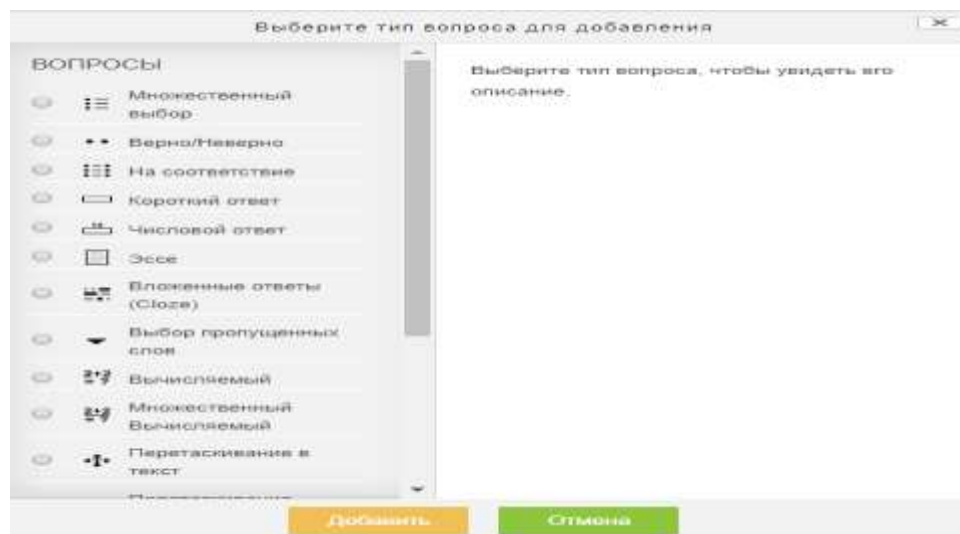 Выберите тип вопроса для добавления
ВОПРОСЫ
Множественный
выбор
Верно/Неверно
На соответствие
Короткий ответ
Числовой ответ
Эссе
Вложенные ответы
(Cloze)
Выбор пропущенных
слов
Вычисляемый
Множественный
Вычисляемый
Перетаскивание в
текст
Выберите тип вопроса, чтобы увидеть его
описание.
Добавить
Отмена